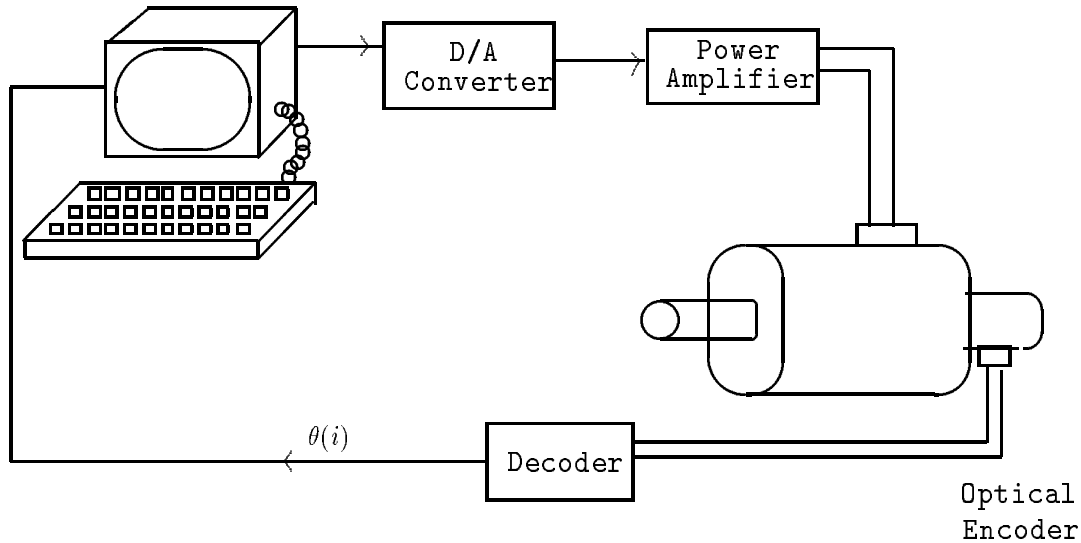 D/A
Converter
Power
Amplifier
θ(i)
Decoder
Optical
Encoder